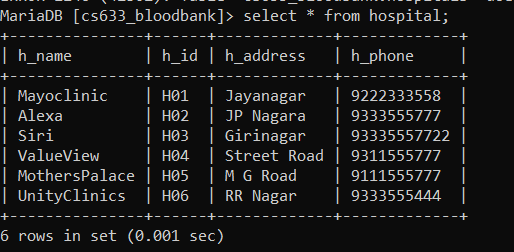 MariaDB [cs633_bloodbank]> select * from hospital;
+---------------+------+-------------+-------------+
| h_name        | h_id | h_address   | h_phone     |
+---------------+------+-------------+-------------+
| Mayoclinic    | H01  | Jayanagar   | 9222333558  |
| Alexa         | H02  | JP Nagara   | 9333555777  |
| Siri          | H03  | Girinagar   | 93335557722 |
| ValueView     | H04  | Street Road | 9311555777  |
| MothersPalace | H05  | M G Road    | 9111555777  |
| UnityClinics  | H06  | RR Nagar    | 9333555444  |
+---------------+------+-------------+-------------+
6 rows in set (0.001 sec)